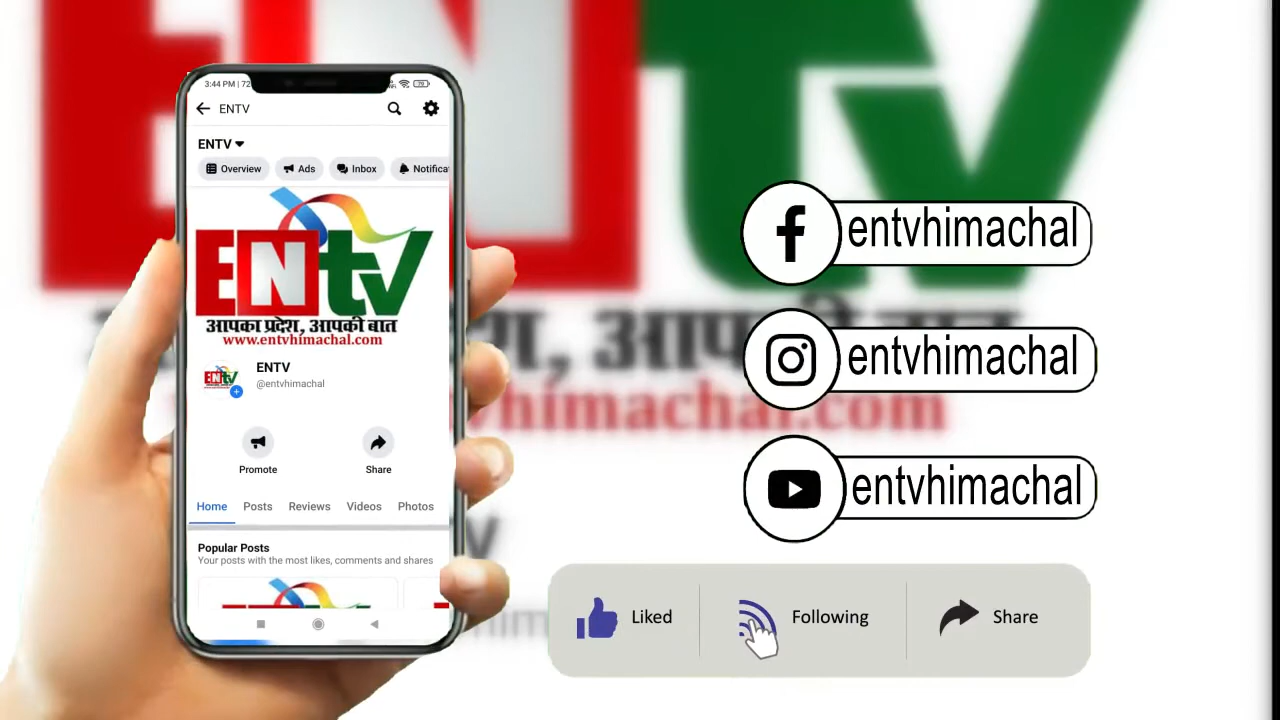 3:44 PM | 72
ENTV
ENTV
Overview
Ads
Inbox
Notifica
ENtv
आपका प्रदेश, आपकी बात
www.entvhimachal.com
ENTV
@entvhimachal
Promote
Share
Home
Posts
Reviews
Videos
Photos
Popular Posts
Your posts with the most likes, comments and shares
entvhimachal
entvhimachal
entvhimachal
Liked
Following
Share